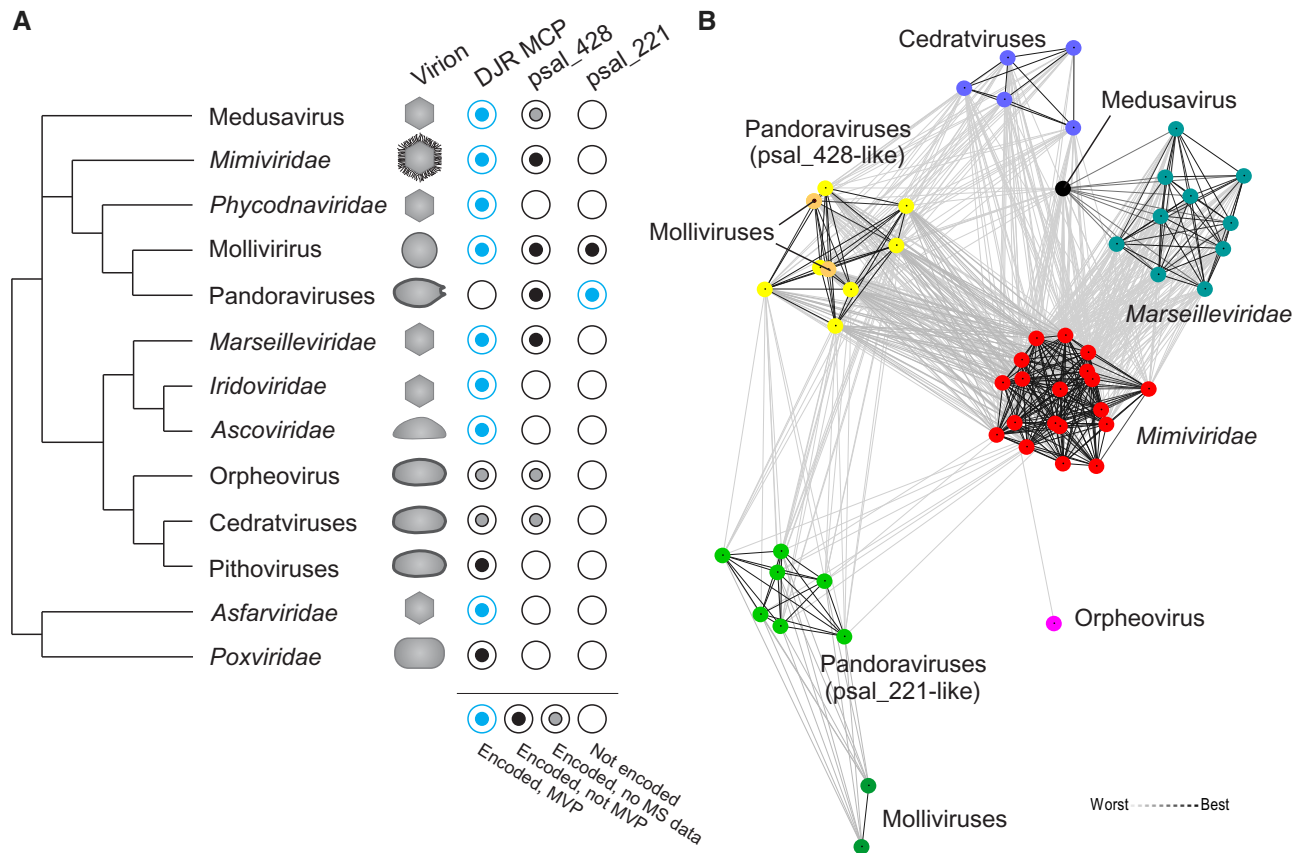 A
Virion
DJR MCP
psal_428
psal_221
Medusavirus
Mimiviridae
Phycodnaviridae
Mollivirirus
Pandoraviruses
Marseilleviridae
Iridoviridae
Ascoviridae
Orpheovirus
Cedratviruses
Pithoviruses
Asfarviridae
Poxviridae
Encoded, MVP
Encoded, not MVP
Encoded, no MS data
Not encoded
B
Cedratviruses
Medusavirus
Pandoraviruses
(psal_428-like)
Molliviruses
Marseilleviridae
Mimiviridae
Orpheovirus
Pandoraviruses
(psal_221-like)
Molliviruses
Worst
Best